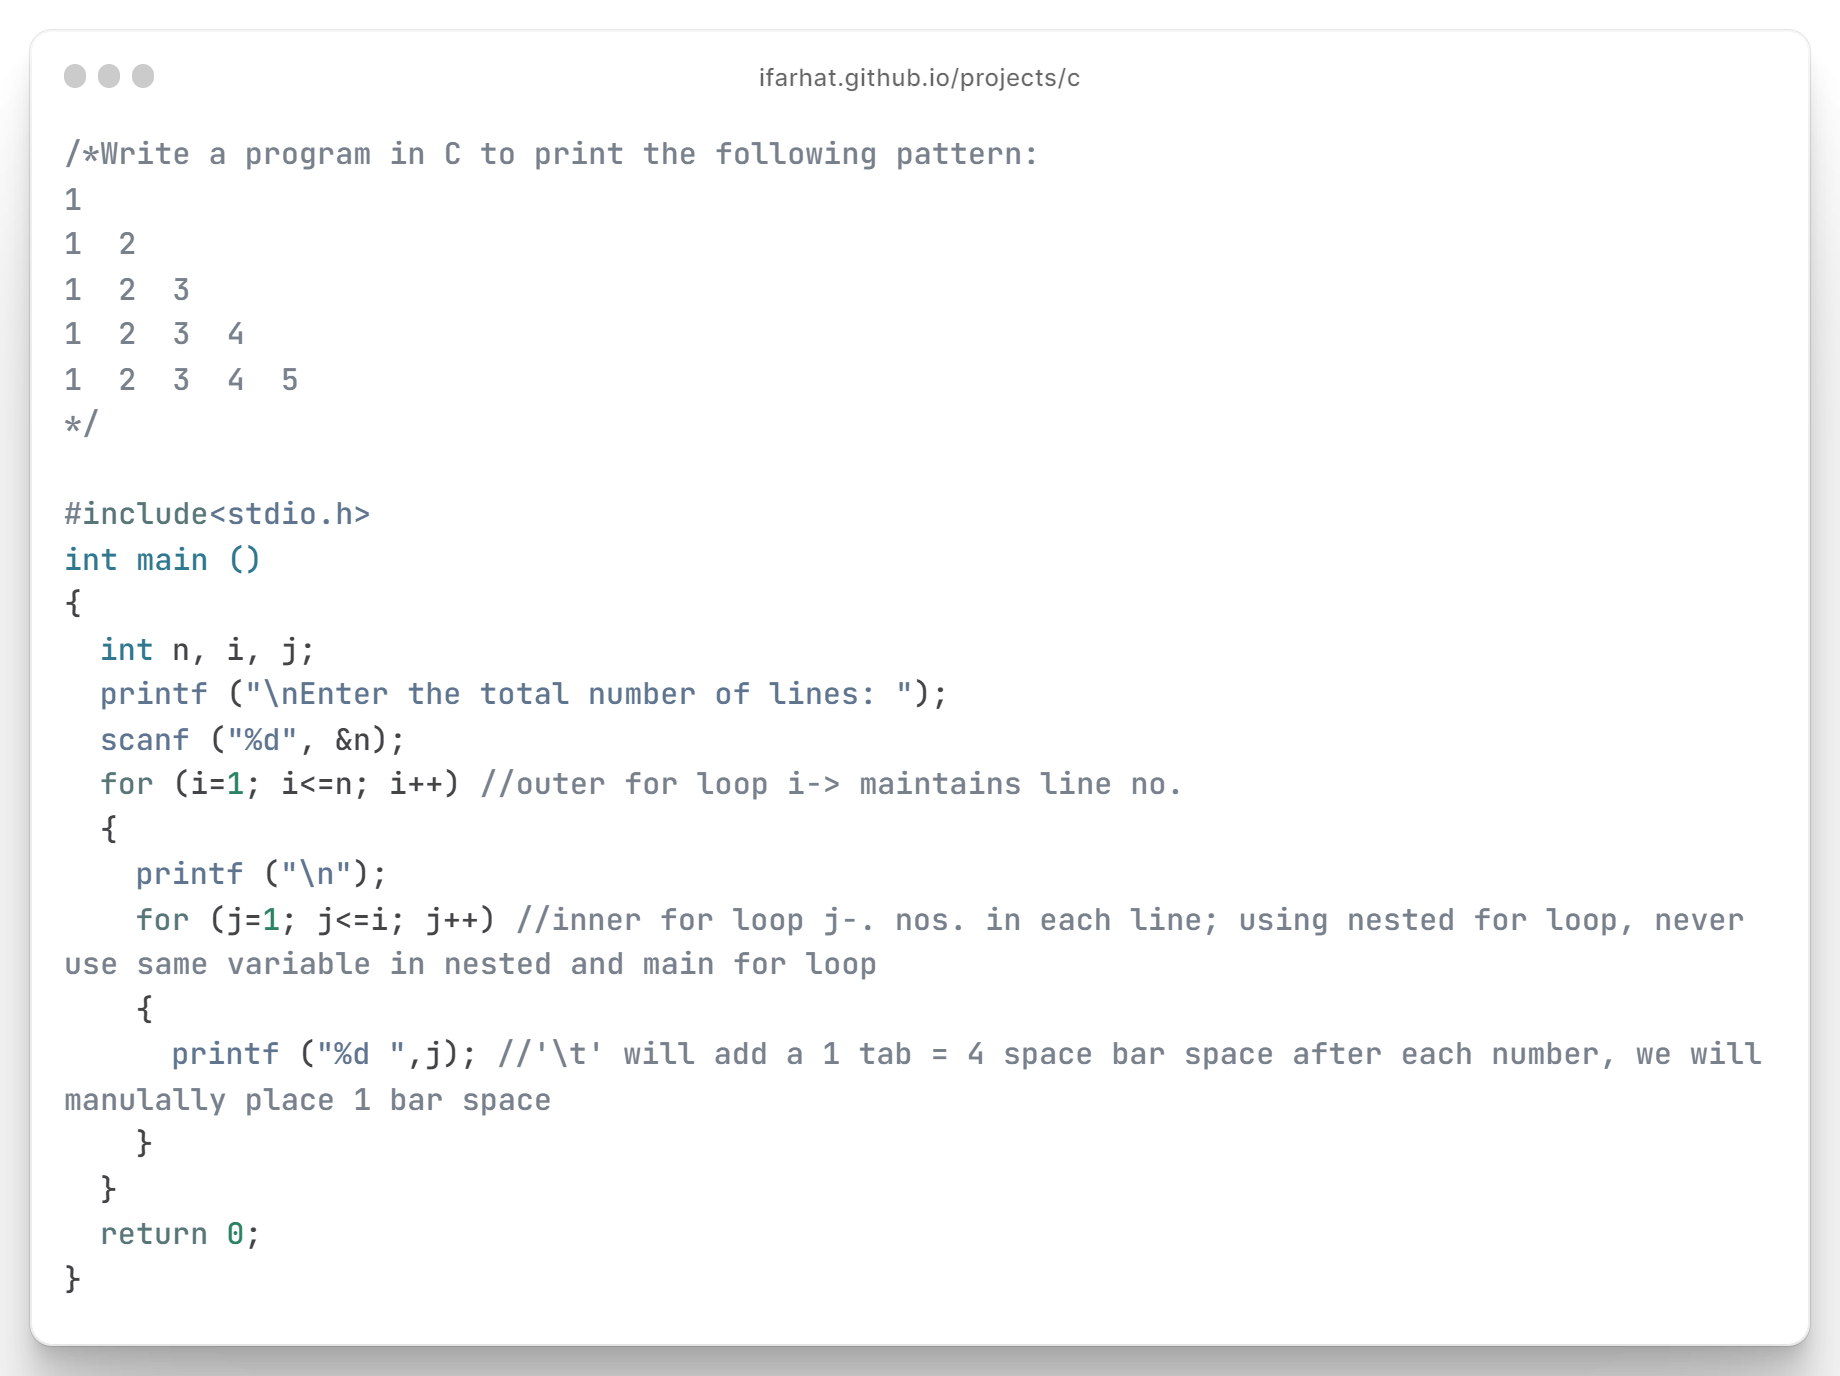 ifarhat.github.io/projects/c
/*Write a program in C to print the following pattern:
1
1  2
1  2  3
1  2  3  4
1  2  3  4  5
*/

#include<stdio.h>
int main ()
{
  int n, i, j;
  printf ("\nEnter the total number of lines: ");
  scanf ("%d", &n);
  for (i=1; i<=n; i++) //outer for loop i-> maintains line no.
  {
    printf ("\n");
    for (j=1; j<=i; j++) //inner for loop j-. nos. in each line; using nested for loop, never
use same variable in nested and main for loop
    {
      printf ("%d ",j); //'\t' will add a 1 tab = 4 space bar space after each number, we will
manulally place 1 bar space
    }
  }
  return 0;
}